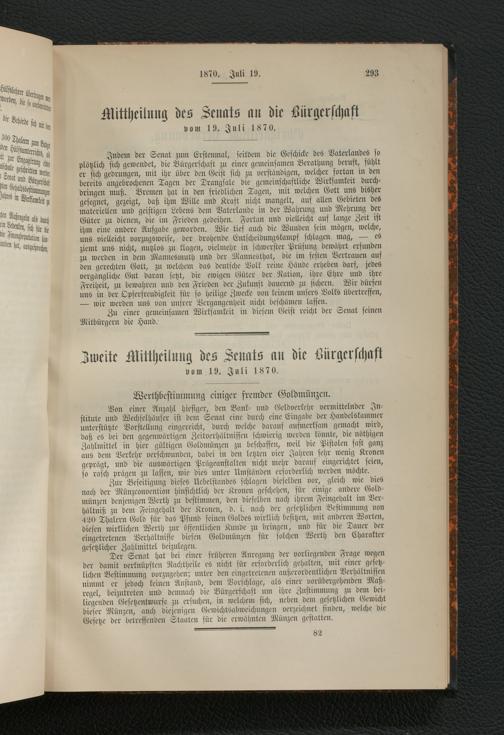 1870. Juli 19.
293
Mittheilung des Senats an die Bürgerschaft
vom 19. Juli 1870.
Indem der Senat zum Erstenmal, seitdem die Geschicke des Vaterlandes so
plötzlich sich gewendet, die Bürgerschaft zu einer gemeinsamen Berathung beruft, fühlt
er sich gedrungen, mit ihr über den Geist sich zu verständigen, welcher fortan in den
bereits angebrochenen Tagen der Drangsale die gemeinschaftliche Wirksamkeit durch-
dringen muß. Bremen hat in den friedlichen Tagen, mit welchen Gott uns bisher
gesegnet, gezeigt, daß ihm Wille und Kraft nicht mangelt, auf allen Gebieten des
materiellen und geistigen Lebens dem Vaterlande in der Wahrung und Mehrung der
Güter zu dienen, die im Frieden gedeihen. Fortan und vielleicht auf lange Zeit ist
ihm eine andere Aufgabe geworden. Wie tief auch die Wunden sein mögen, welche,
uns vielleicht vorzugsweise, der drohende Entscheidungskampf schlagen mag, — es
ziemt uns nicht, muthlos zu klagen, vielmehr in schwerster Prüfung bewährt erfunden
zu werden in dem Mannesmuth und der Mannesthat, die im festen Vertrauen auf
den gerechten Gott, zu welchem das deutsche Volk reine Hände erheben darf, jedes
vergängliche Gut daran setzt, die ewigen Güter der Nation, ihre Ehre und ihre
Freiheit, zu bewahren und den Frieden der Zukunft dauernd zu sichern. Wir dürfen
uns in der Opferfreudigkeit für so heilige Zwecke von keinem unsers Volks übertreffen,
— wir werden uns von unsrer Vergangenheit nicht beschämen lassen.
Zu einer gemeinsamen Wirksamkeit in diesem Geist reicht der Senat seinen
Mitbürgern die Hand.
Zweite Mittheilung des Senats an die Bürgerschaft
vom 19. Juli 1870.
Werthbestimmung einiger fremder Goldmünzen.
Von einer Anzahl hiesiger, den Bank- und Geldverkehr vermittelnder In-
stitute und Wechselhäuser ist dem Senat eine durch eine Eingabe der Handelskammer
unterstützte Vorstellung eingereicht, durch welche darauf aufmerksam gemacht wird,
daß es bei den gegenwärtigen Zeitverhältnissen schwierig werden könnte, die nöthigen
Zahlmittel in hier gültigen Goldmünzen zu beschaffen, weil die Pistolen fast ganz
aus dem Verkehr verschwunden, dabei in den letzten vier Jahren sehr wenig Kronen
geprägt, und die auswärtigen Prägeanstalten nicht mehr darauf eingerichtet seien,
so rasch prägen zu lassen, wie dies unter Umständen erforderlich werden möchte.
Zur Beseitigung dieses Uebelstandes schlagen dieselben vor, gleich wie dies
nach der Münzconvention hinsichtlich der Kronen geschehen, für einige andere Gold-
münzen denjenigen Werth zu bestimmen, den dieselben nach ihrem Feingehalt im Ver-
hältniß zu dem Feingehalt der Kronen, d. i. nach der gesetzlichen Bestimmung von
420 Thalern Gold für das Pfund feinen Goldes wirklich besitzen, mit anderen Worten,
diesen wirklichen Werth zur öffentlichen Kunde zu bringen, und für die Dauer der
eingetretenen Verhältnisse diesen Goldmünzen für solchen Werth den Charakter
gesetzlicher Zahlmittel beizulegen.
Der Senat hat bei einer früheren Anregung der vorliegenden Frage wegen
der damit verknüpften Nachtheile es nicht für erforderlich gehalten, mit einer gesetz-
lichen Bestimmung vorzugehen; unter den eingetretenen außerordentlichen Verhältnissen
nimmt er jedoch keinen Anstand, dem Vorschlage, als einer vorübergehenden Maß-
regel, beizutreten und demnach die Bürgerschaft um ihre Zustimmung zu dem bei-
liegenden Gesetzentwurfe zu ersuchen, in welchem sich, neben dem gesetzlichen Gewicht
dieser Münzen, auch diejenigen Gewichtsabweichungen verzeichnet finden, welche die
Gesetze der betreffenden Staaten für die erwähnten Münzen gestatten.
82